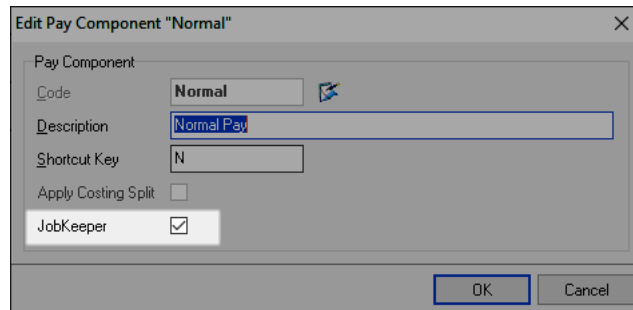 Edit Pay Component "Normal"
Pay Component
Code Normal
Description Normal Pay
Shortcut Key N
Apply Costing Split
JobKeeper
OK Cancel